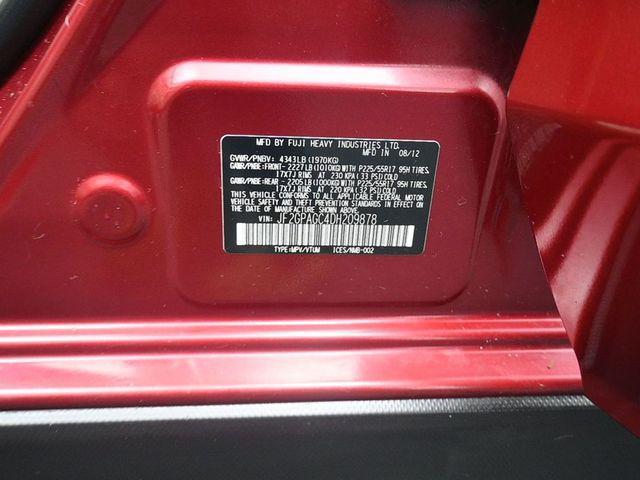 MFD BY FUJI HEAVY INDUSTRIES LTD.
IN 08/12
GVWR/PNBV: 4343LB (1970KG)
GAWR/PNBE:FRONT-2227LB (1010KG) WITH P225/55R17 95H TIRES.
17X7J RIMS AT 230 KPA (33 PSI) COLD
GAWR/PNBE:REAR-2205LB (1000KG) WITH P225/55R17 95H TIRES.
17X7J RIMS AT 220 KPA (32 PSI) COLD
THIS VEHICLE CONFORMS TO ALL APPLICABLE FEDERAL MOTOR
VEHICLE SAFETY, BUMPER, AND THEFT PREVENTION STANDARDS
IN EFFECT ON THE DATE OF MANUFACTURE SHOWN ABOVE.
VIN: JF2GPAGC4DH209878
TYPE:MPV/VTUM ICES/NMB-002